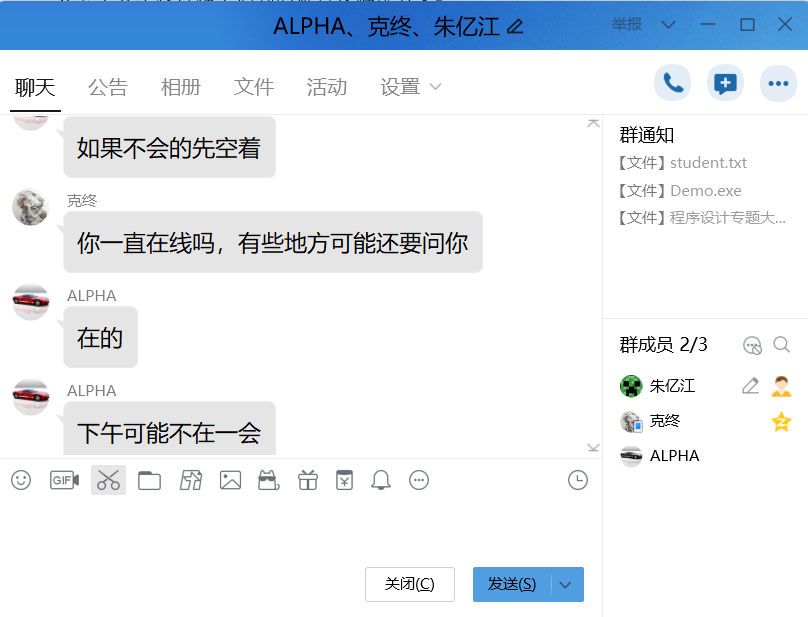 ALPHA、克终、朱亿江
举报
聊天 公告 相册 文件 活动 设置
如果不会的先空着
克终
你一直在线吗，有些地方可能还要问你
ALPHA
在的
ALPHA
下午可能不在一会
GIF
关闭(C) 发送(S)
群通知
【文件】student.txt
【文件】Demo.exe
【文件】程序设计专题大...
群成员 2/3
朱亿江
克终
ALPHA